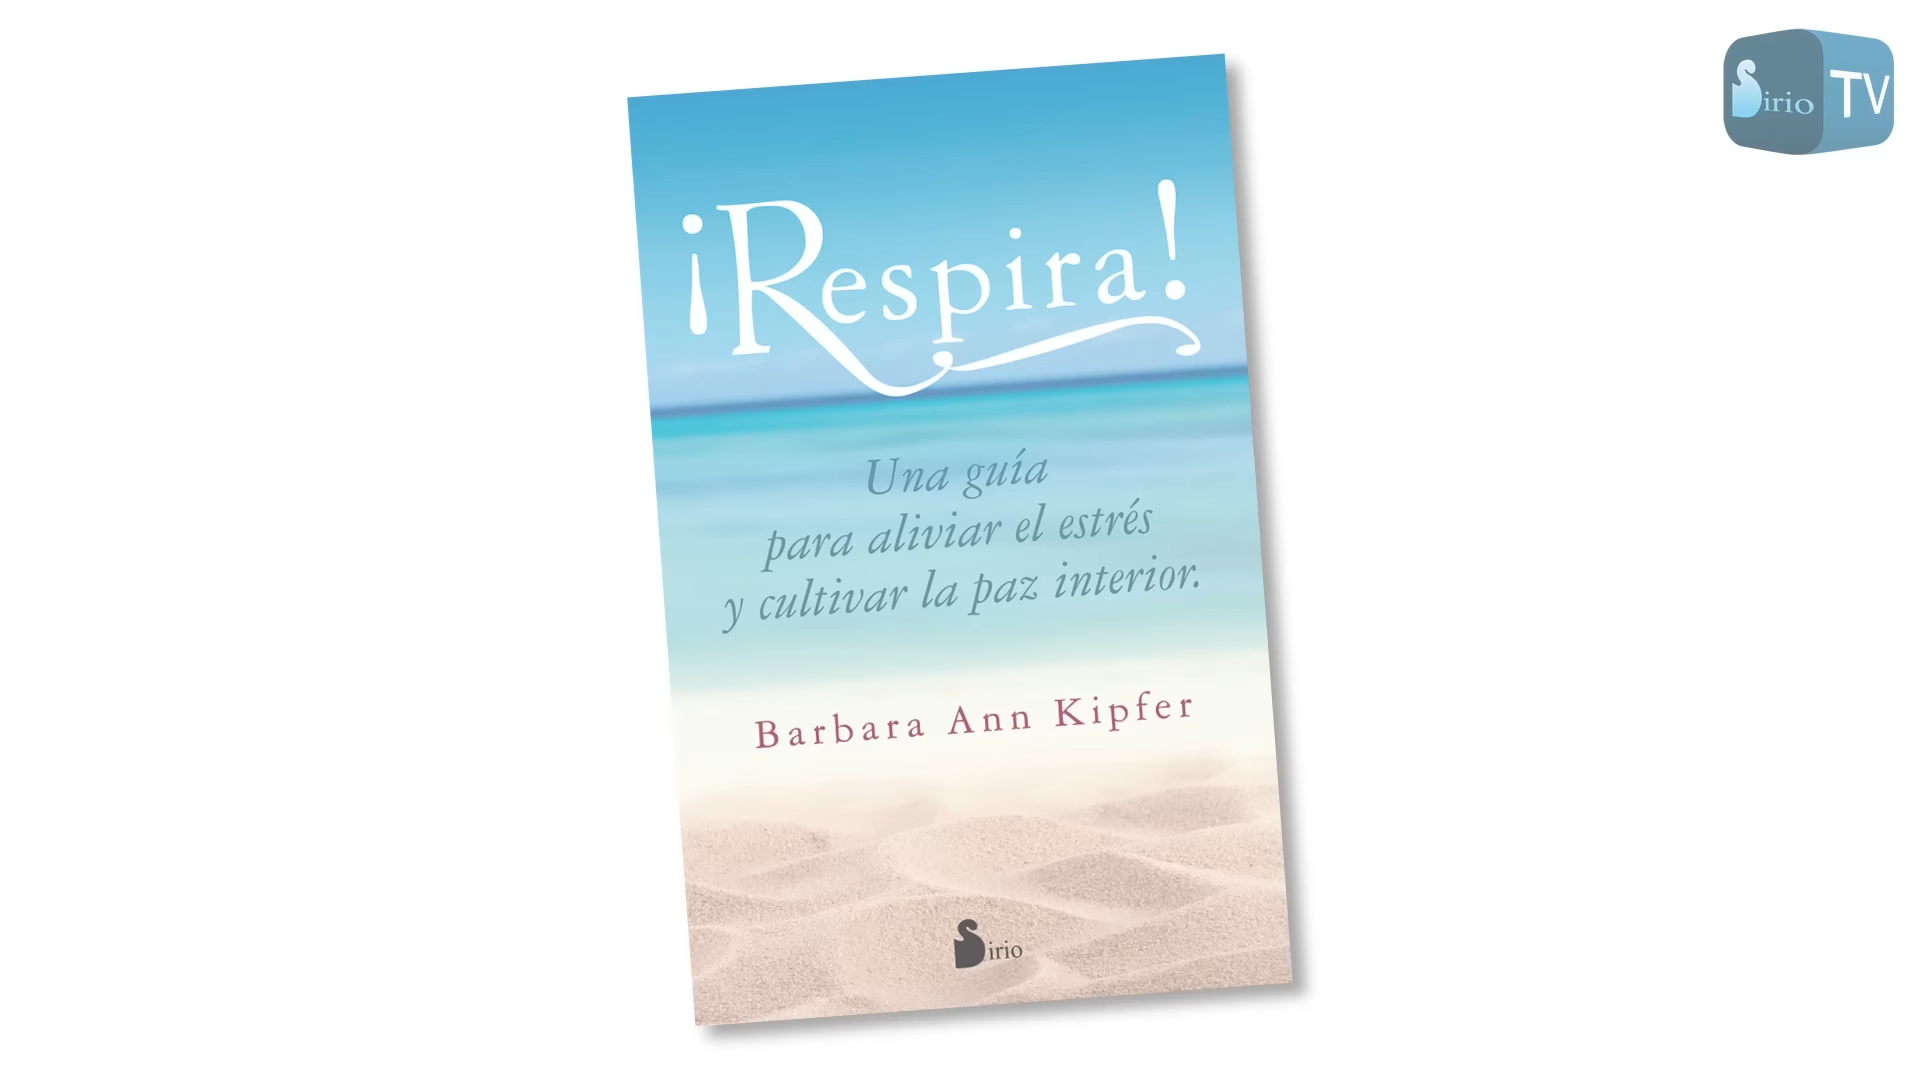 Sirio TV
¡Respira!
Una guía
para aliviar el estrés
y cultivar la paz interior.
Barbara Ann Kipfer
Sirio